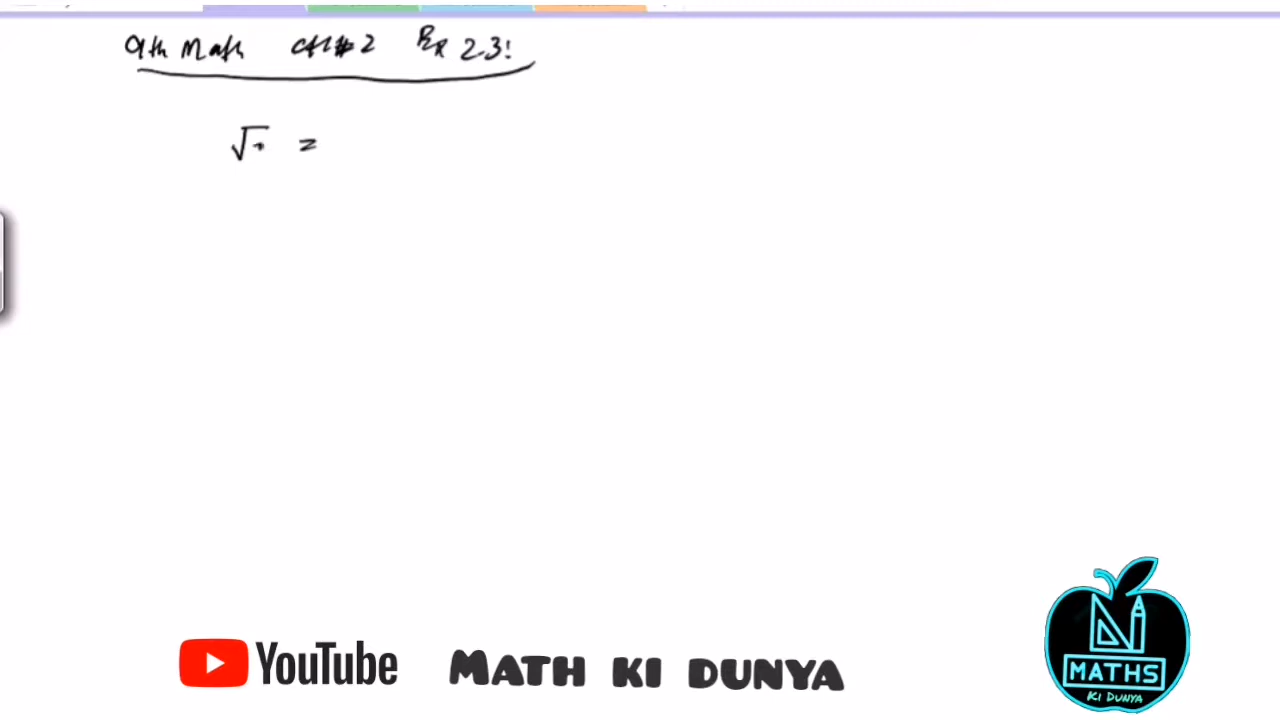 9th Math CH#2 Ex 2.3!
=
YouTube MATH KI DUNYA
MATHS
KI DUNYA